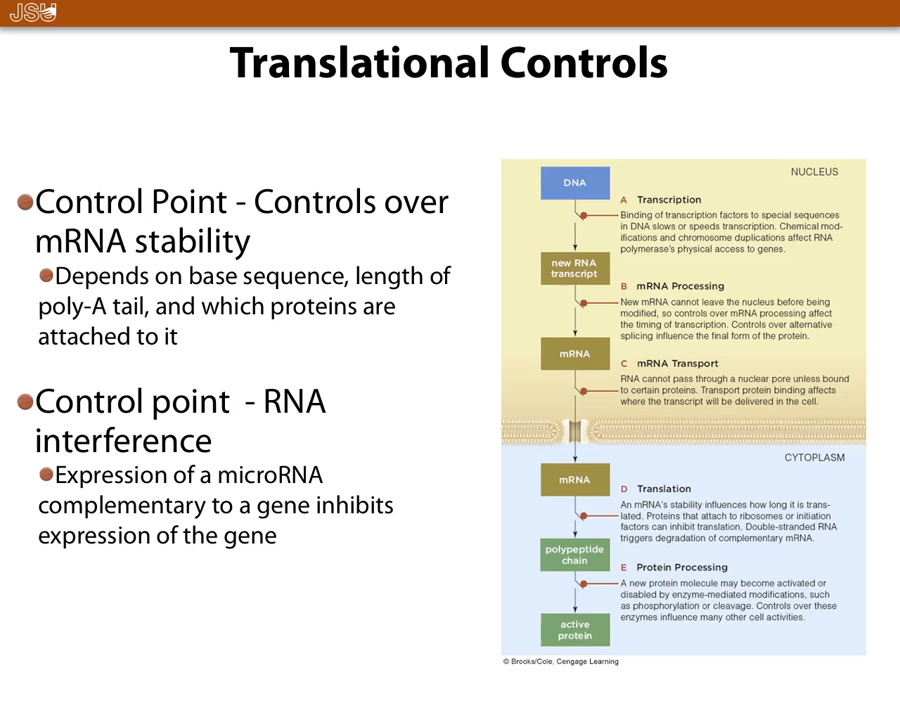 JSU
Translational Controls
Control Point - Controls over
mRNA stability
Depends on base sequence, length of
poly-A tail, and which proteins are
attached to it
Control point  - RNA
interference
Expression of a microRNA
complementary to a gene inhibits
expression of the gene
NUCLEUS
DNA
A Transcription
Binding of transcription factors to special sequences
in DNA slows or speeds transcription. Chemical mod-
ifications and chromosome duplications affect RNA
polymerase's physical access to genes.
new RNA
transcript
B mRNA Processing
New mRNA cannot leave the nucleus before being
modified, so controls over mRNA processing affect
the timing of transcription. Controls over alternative
splicing influence the final form of the protein.
mRNA
C mRNA Transport
RNA cannot pass through a nuclear pore unless bound
to certain proteins. Transport protein binding affects
where the transcript will be delivered in the cell.
CYTOPLASM
mRNA
D Translation
An mRNA's stability influences how long it is trans-
lated. Proteins that attach to ribosomes or initiation
factors can inhibit translation. Double-stranded RNA
triggers degradation of complementary mRNA.
polypeptide
chain
E Protein Processing
A new protein molecule may become activated or
disabled by enzyme-mediated modifications, such
as phosphorylation or cleavage. Controls over these
enzymes influence many other cell activities.
active
protein
© Brooks/Cole, Cengage Learning